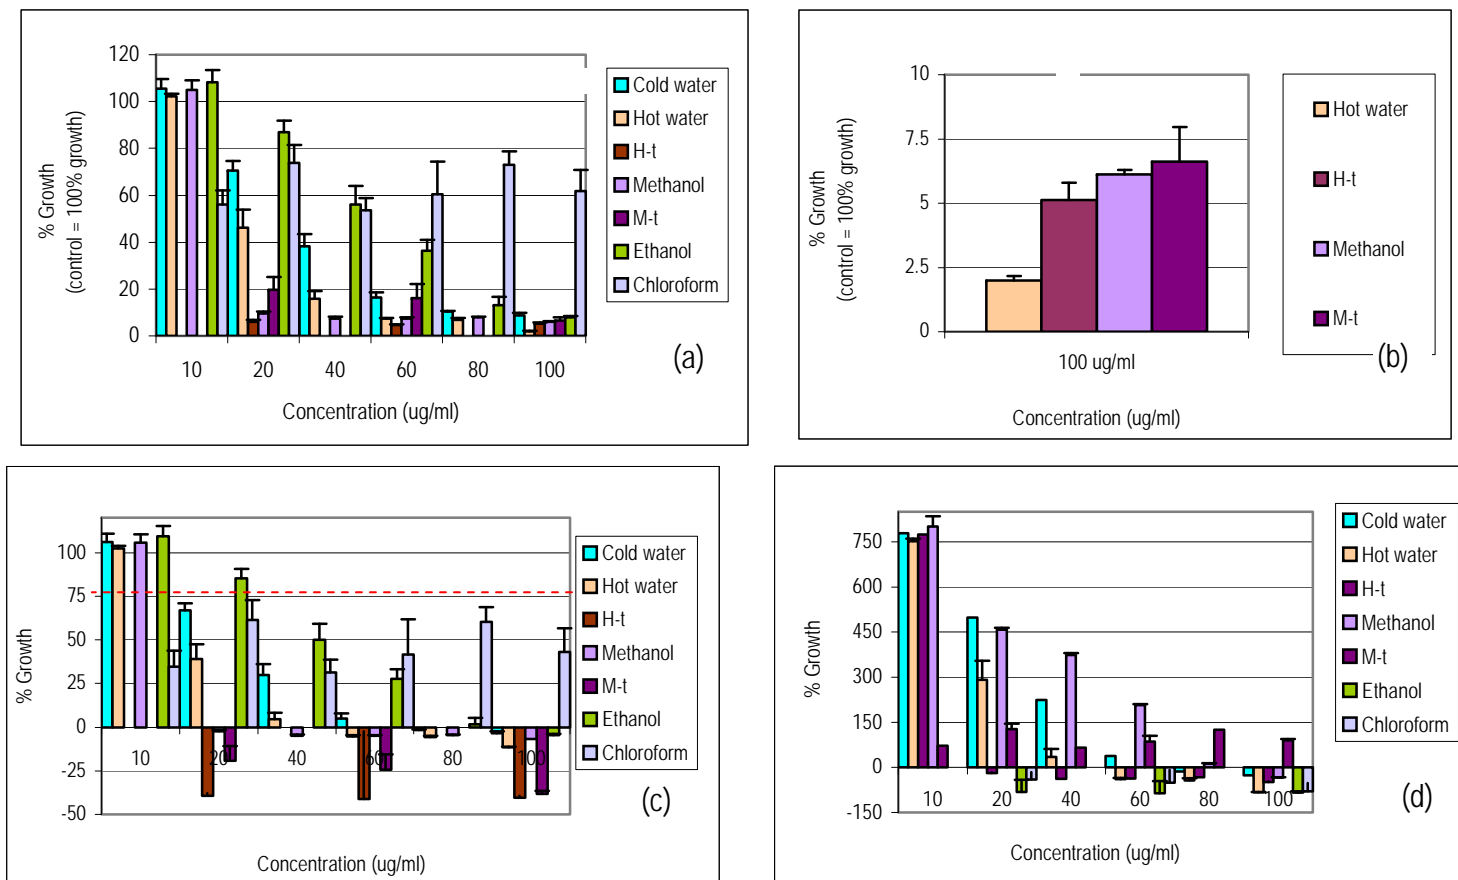 120
100
80
60
40
20
0
% Growth
(control = 100% growth)
10 20 40 60 80 100
Concentration (ug/ml)
Cold water
Hot water
H-t
Methanol
M-t
Ethanol
Chloroform
(a)
10
7.5
5
2.5
0
% Growth
(control = 100% growth)
100 ug/ml
Concentration (ug/ml)
Hot water
H-t
Methanol
M-t
(b)
100
75
50
25
0
-25
-50
% Growth
10 20 40 60 80 100
Concentration (ug/ml)
Cold water
Hot water
H-t
Methanol
M-t
Ethanol
Chloroform
(c)
750
600
450
300
150
0
-150
% Growth
10 20 40 60 80 100
Concentration (ug/ml)
Cold water
Hot water
H-t
Methanol
M-t
Ethanol
Chloroform
(d)